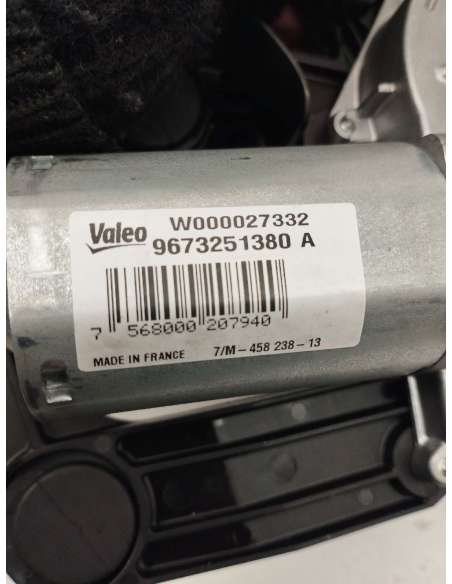 Valeo W000027332
9673251380 A
7 568000 207940
MADE IN FRANCE 7/M-458 238-13